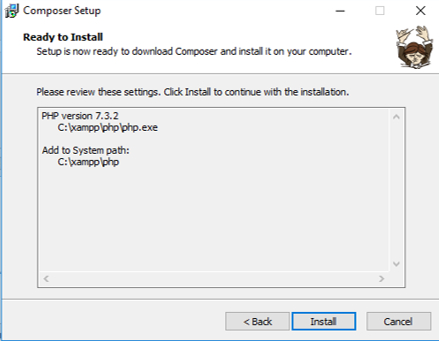 Composer Setup
Ready to Install
Setup is now ready to download Composer and install it on your computer.
Please review these settings. Click Install to continue with the installation.
PHP version 7.3.2
C:\xampp\php\php.exe
Add to System path:
C:\xampp\php
< Back
Install
Cancel